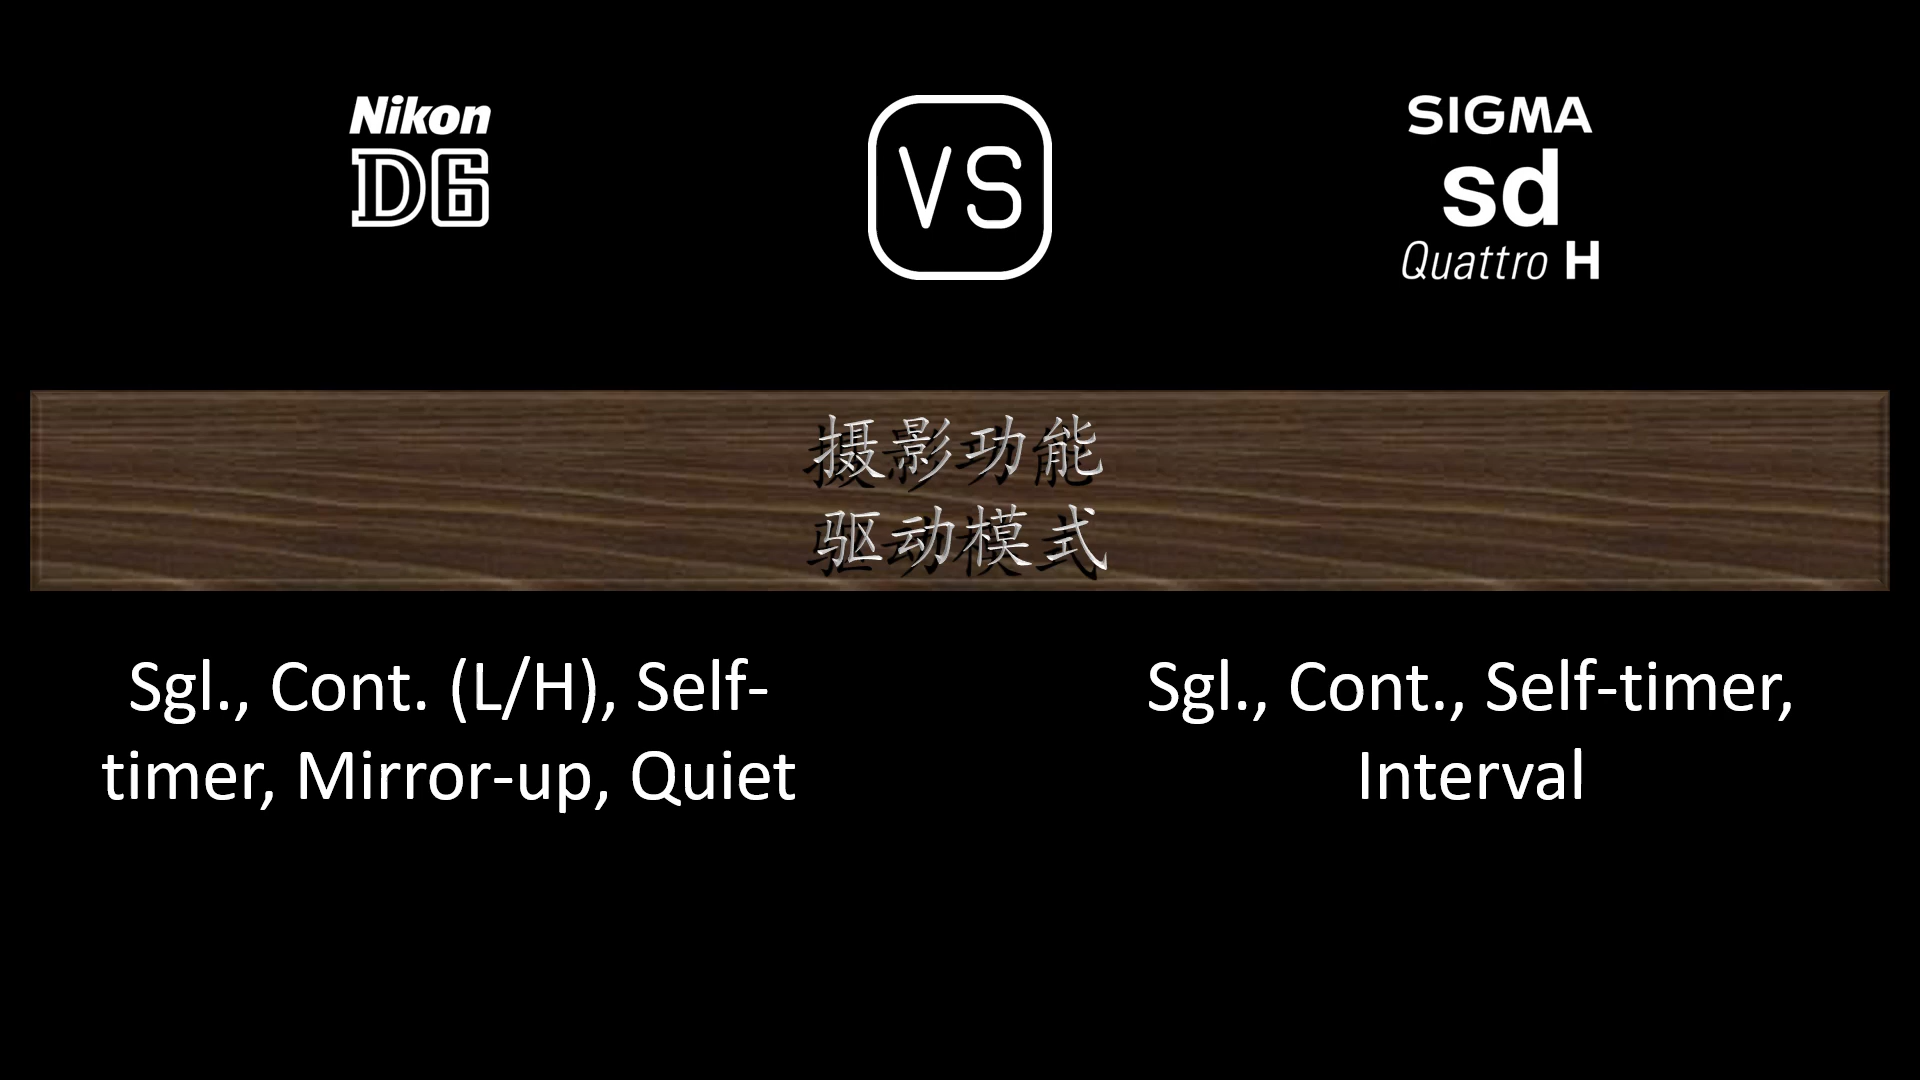 Nikon
D6
VS
SIGMA
sd
Quattro H
摄影功能
驱动模式
Sgl., Cont. (L/H), Self-
timer, Mirror-up, Quiet
Sgl., Cont., Self-timer,
Interval